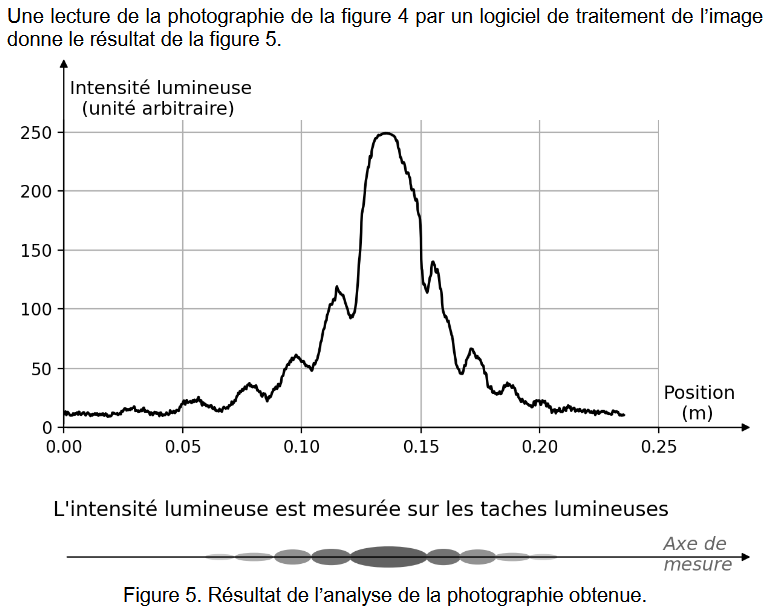 Une lecture de la photographie de la figure 4 par un logiciel de traitement de l’image
donne le résultat de la figure 5.
Intensité lumineuse
(unité arbitraire)
250
200
150
100
50
0
0.00 0.05 0.10 0.15 0.20 0.25
Position
(m)
L'intensité lumineuse est mesurée sur les taches lumineuses
Axe de
mesure
Figure 5. Résultat de l’analyse de la photographie obtenue.